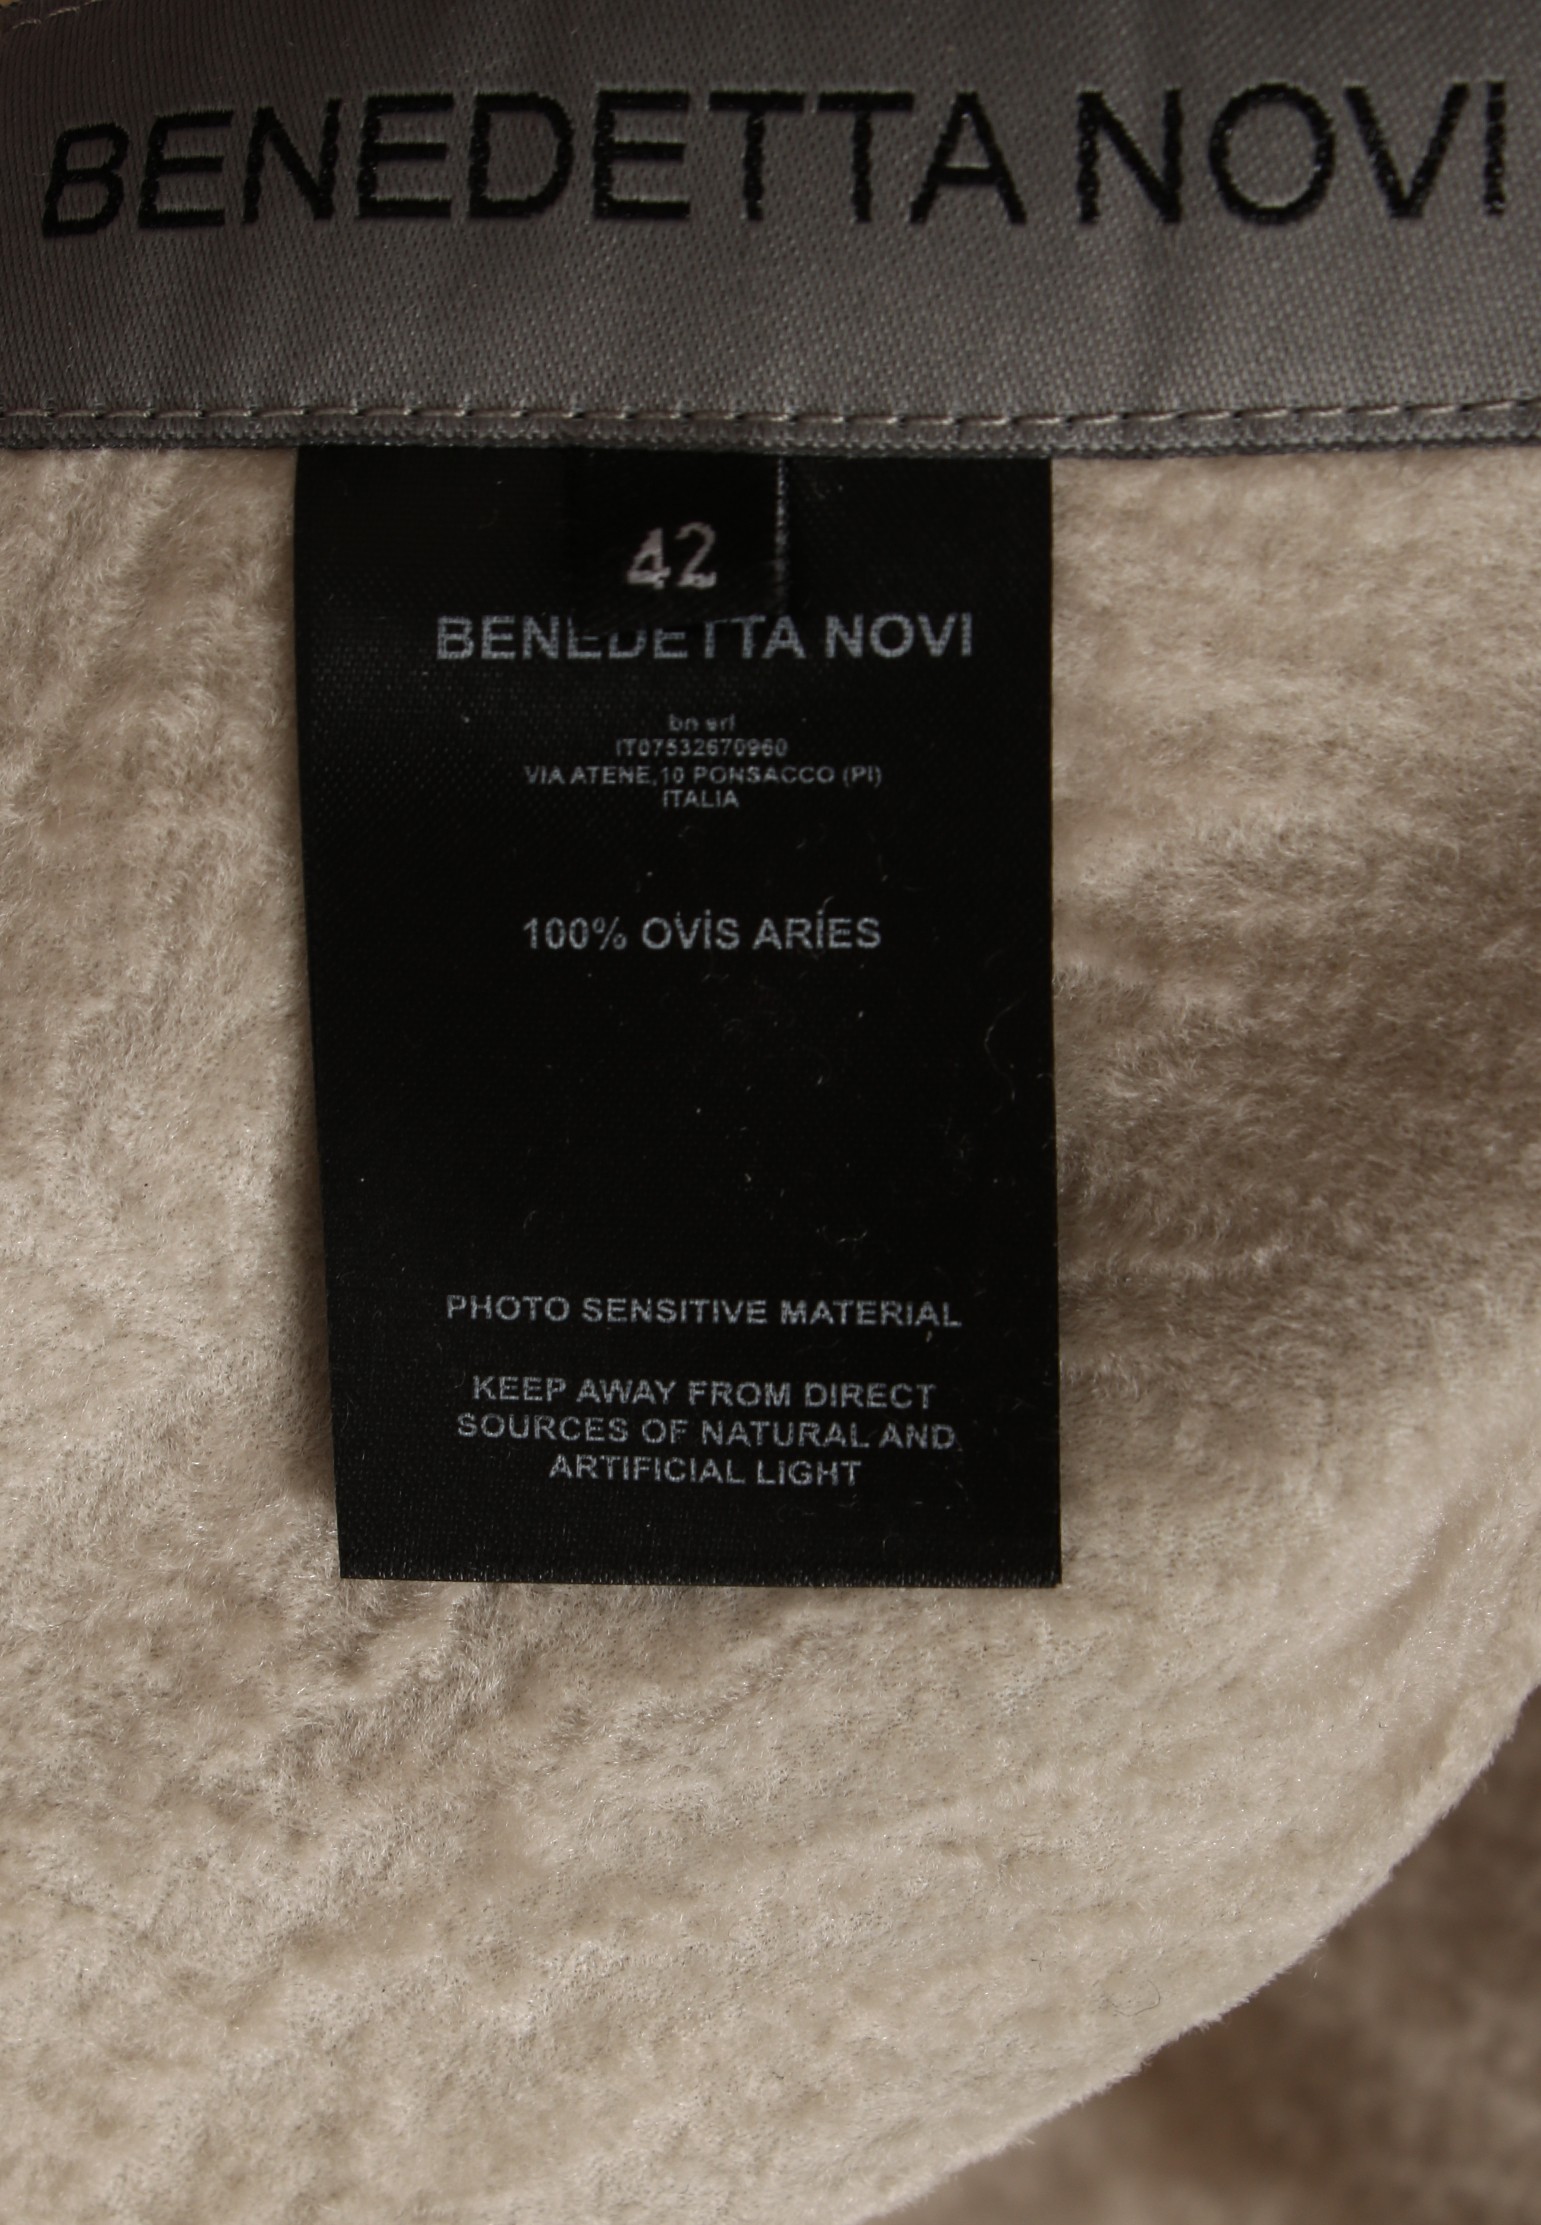 BENEDETTA NOVI
42
BENEDETTA NOVI
bn srl
IT07532670960
VIA ATENE,10 PONSACCO (PI)
ITALIA
100% OVİS ARİES
PHOTO SENSITIVE MATERIAL
KEEP AWAY FROM DIRECT
SOURCES OF NATURAL AND
ARTIFICIAL LiGHT